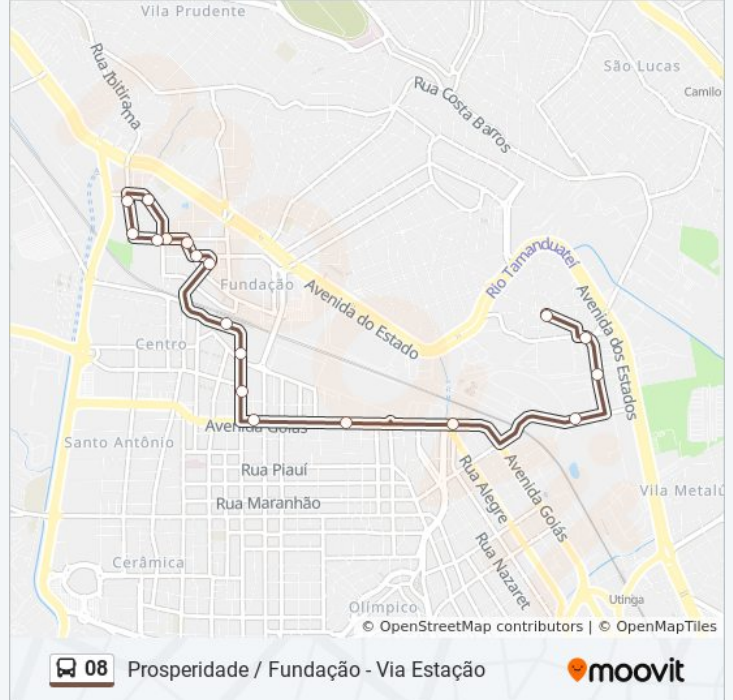 Vila Prudente
Rua Ibitirama
São Lucas
Rua Costa Barros
Camilo
Rio Tamanduateí
Fundação
Avenida do Estado
Avenida dos Estados
Centro
Avenida Goiás
Santo Antônio
Rua Piauí
Rua Alegre
Avenida Goiás
Vila Metalú
Rua Maranhão
Rua Nazaret
Cerâmica
Olímpico
Utinga
© OpenStreetMap contributors | © OpenMapTiles
08 Prosperidade / Fundação - Via Estação
moovit